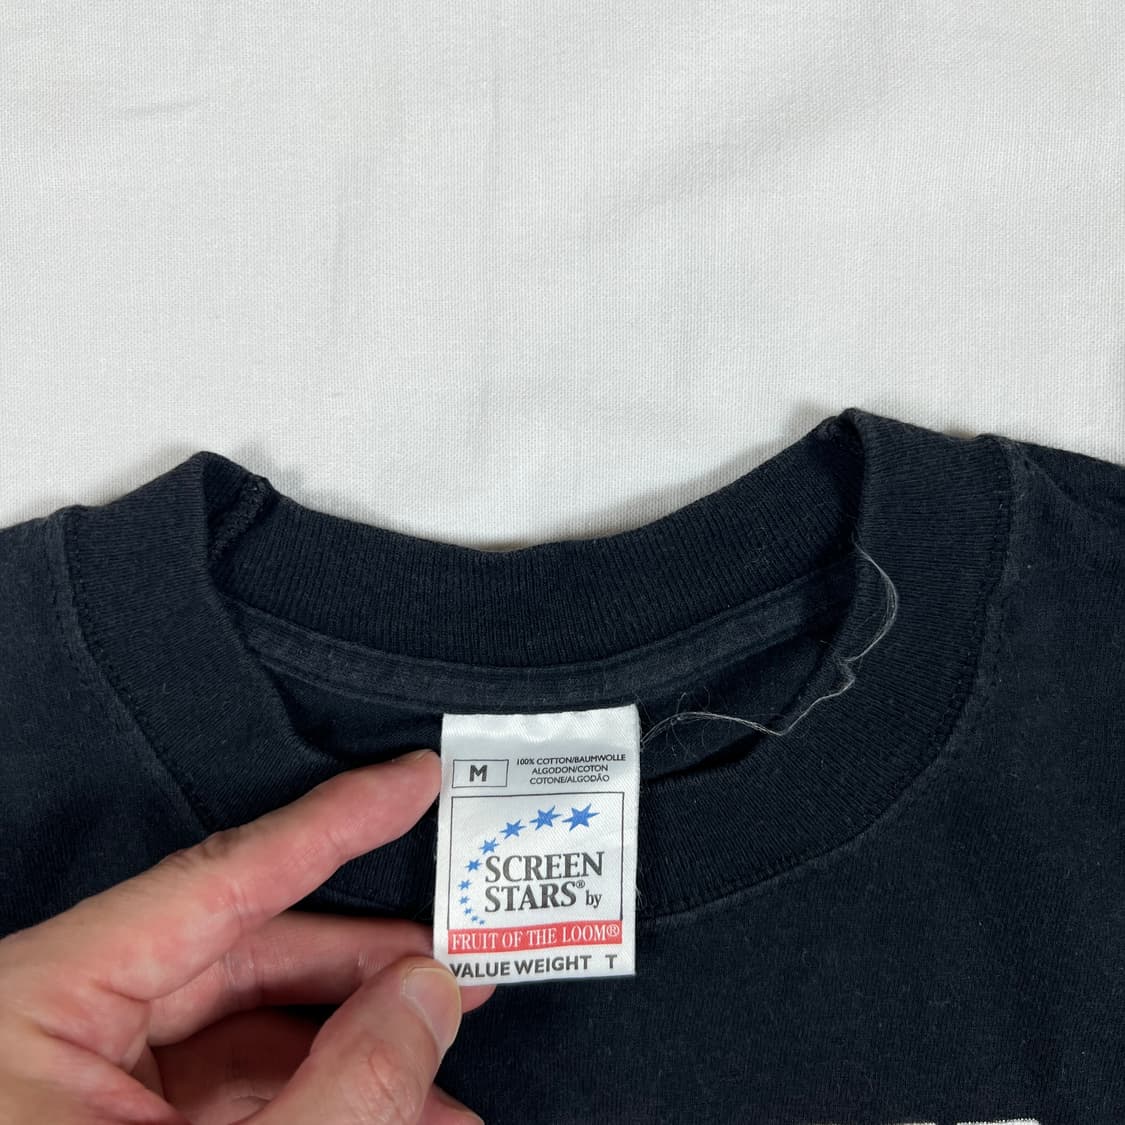 M
100% COTTON/BAUMWOLLE
ALGODON/COTON
COTONE/ALGODÃO
SCREEN
STARS® by
FRUIT OF THE LOOM®
VALUE WEIGHT T